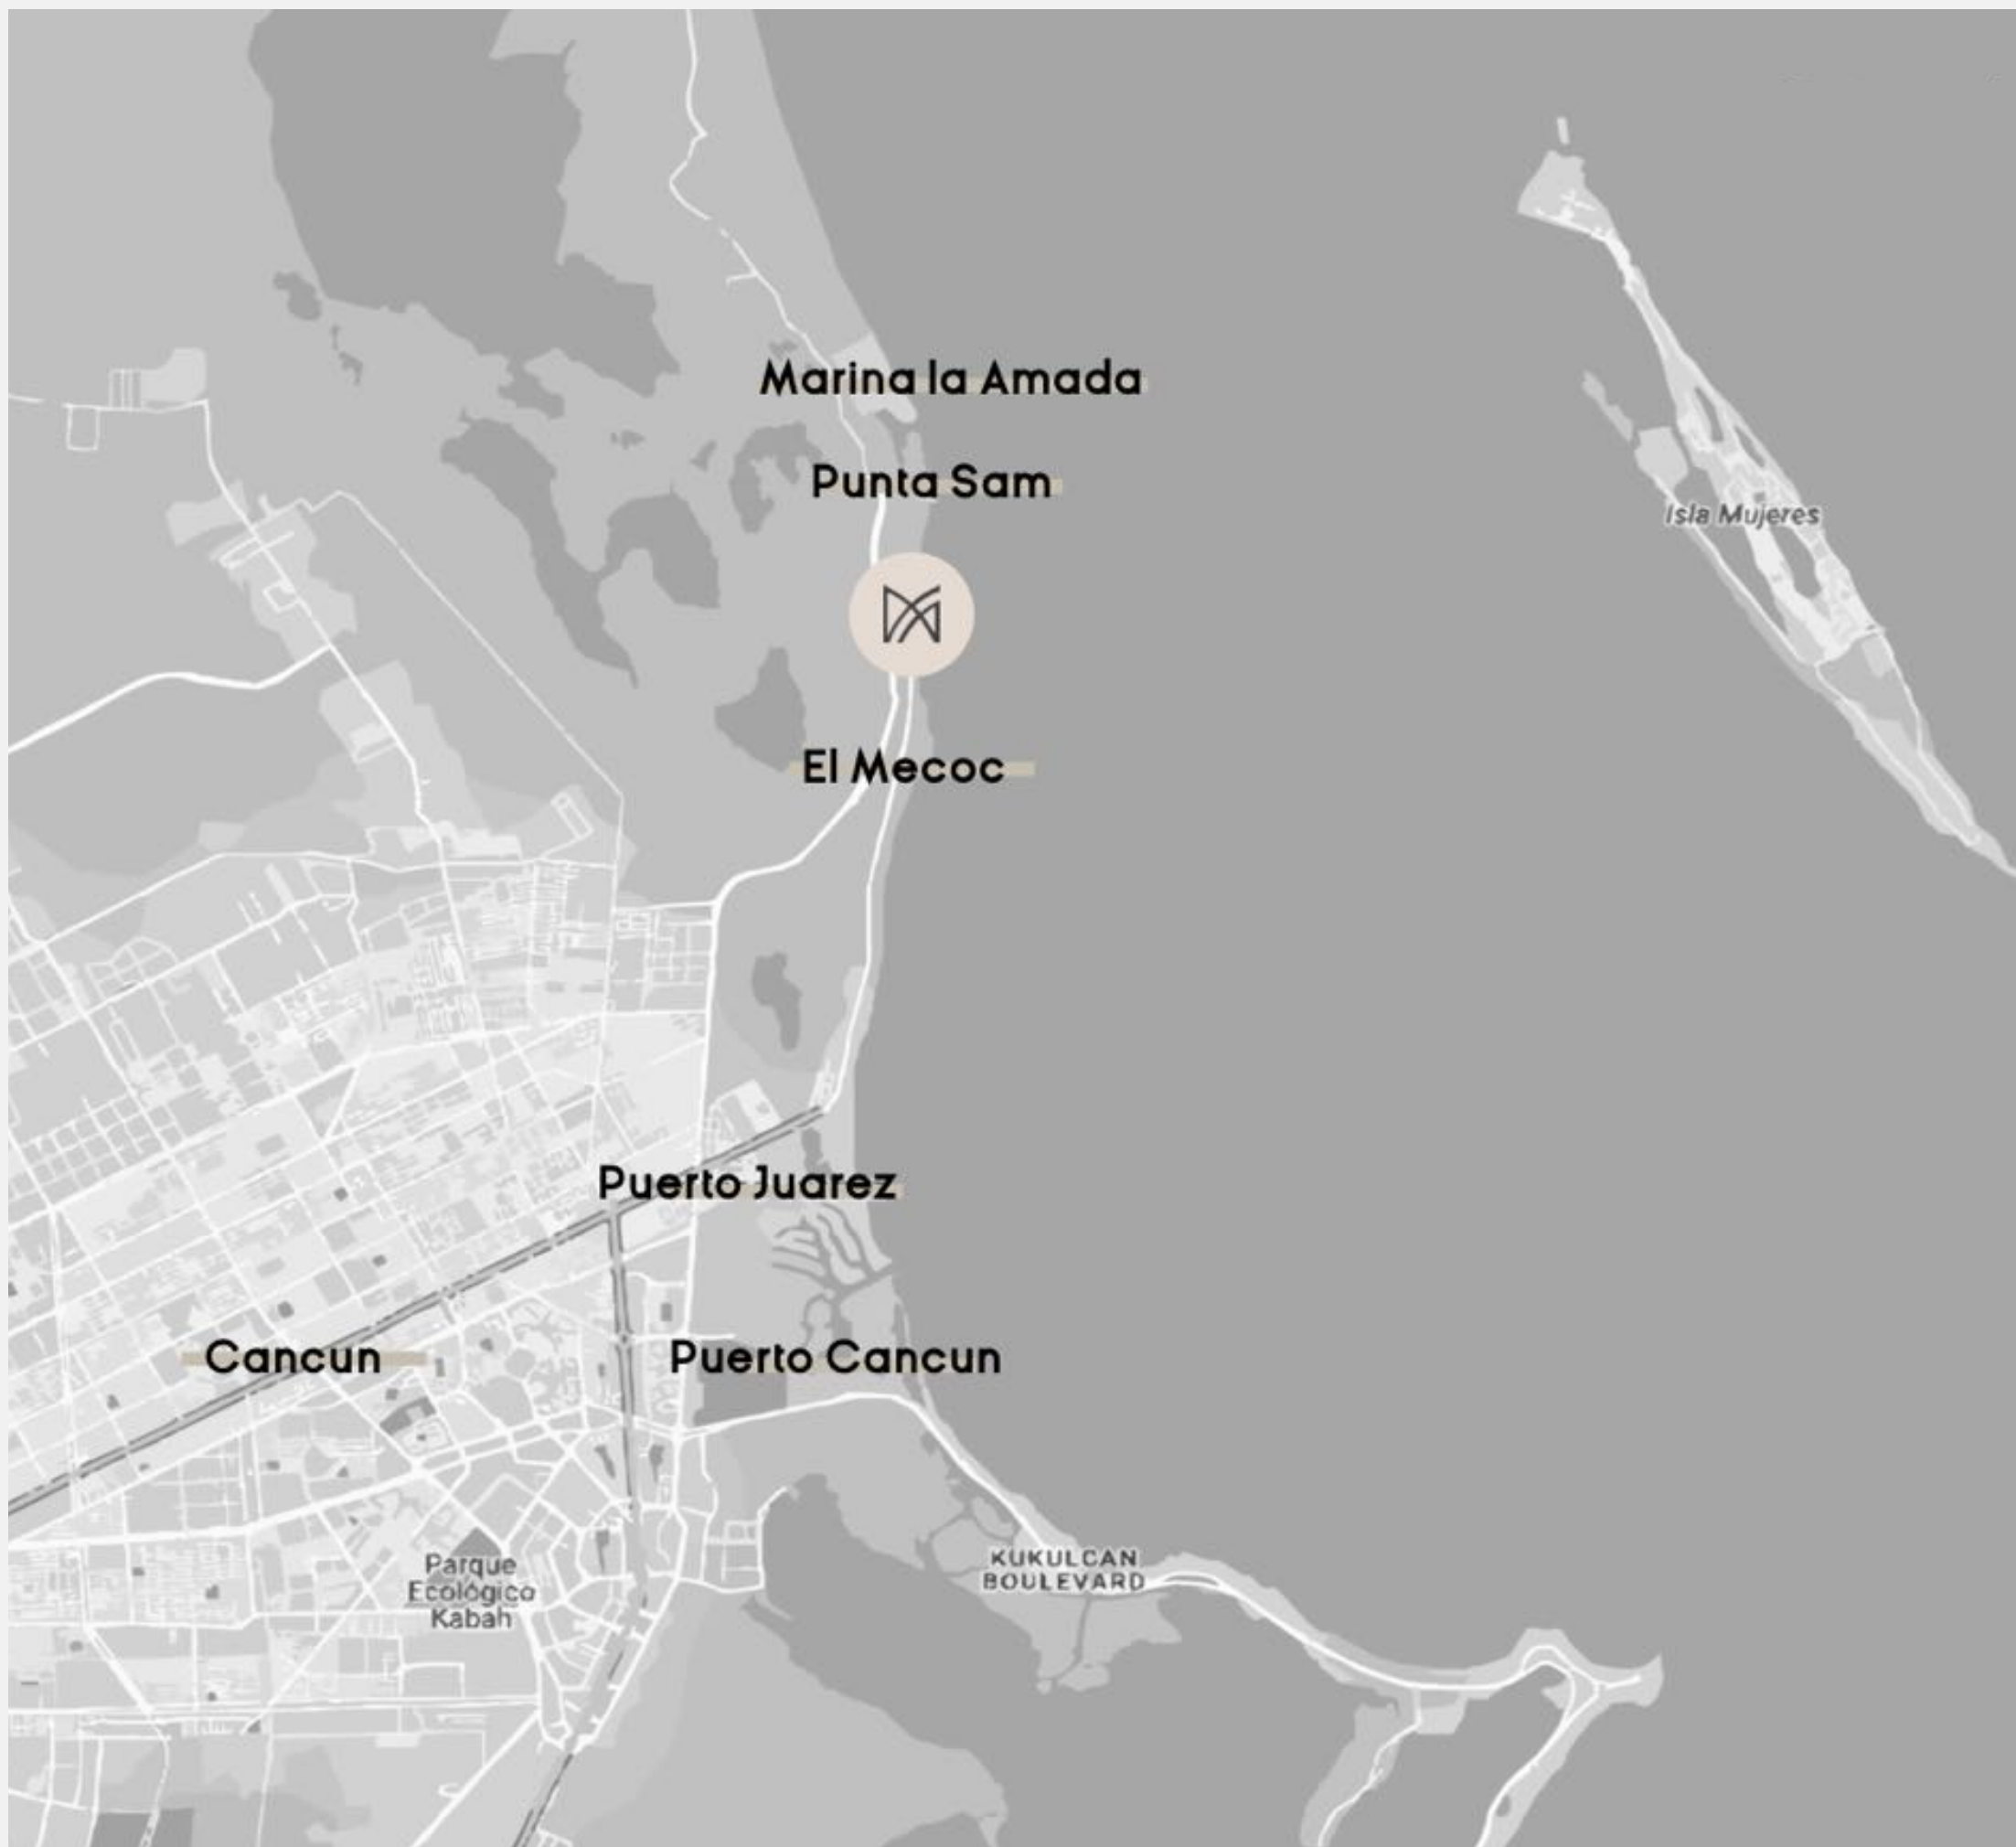 Marina la Amada
Punta Sam
Isla Mujeres
El Mecoc
Puerto Juarez
Cancun
Puerto Cancun
KUKULCAN
BOULEVARD
Parque
Ecológico
Kabah